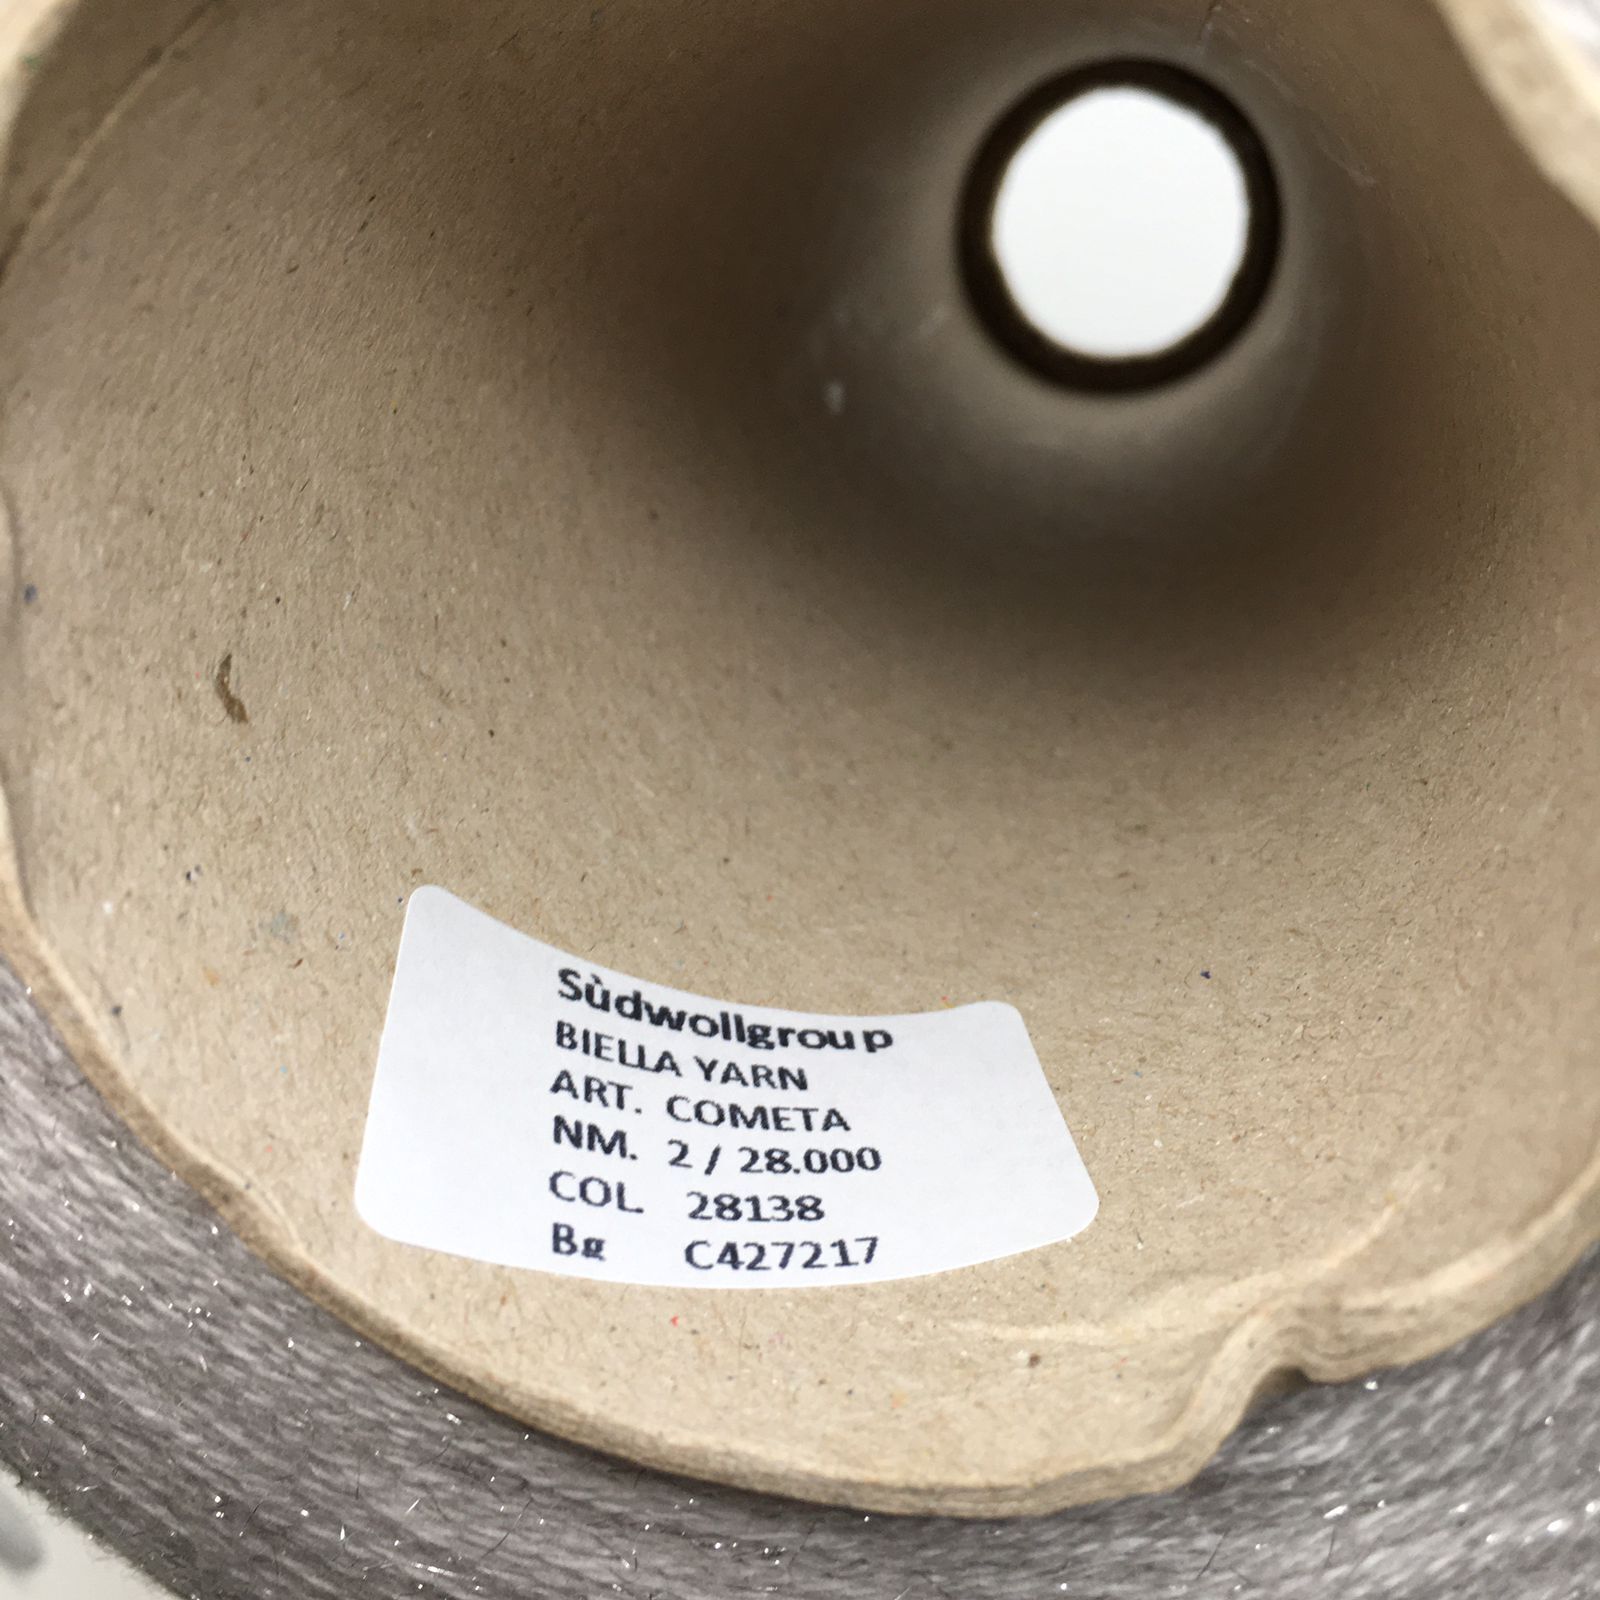 Sùdwollgroup
BIELLA YARN
ART. COMETA
NM. 2 / 28.000
COL 28138
Bg C427217